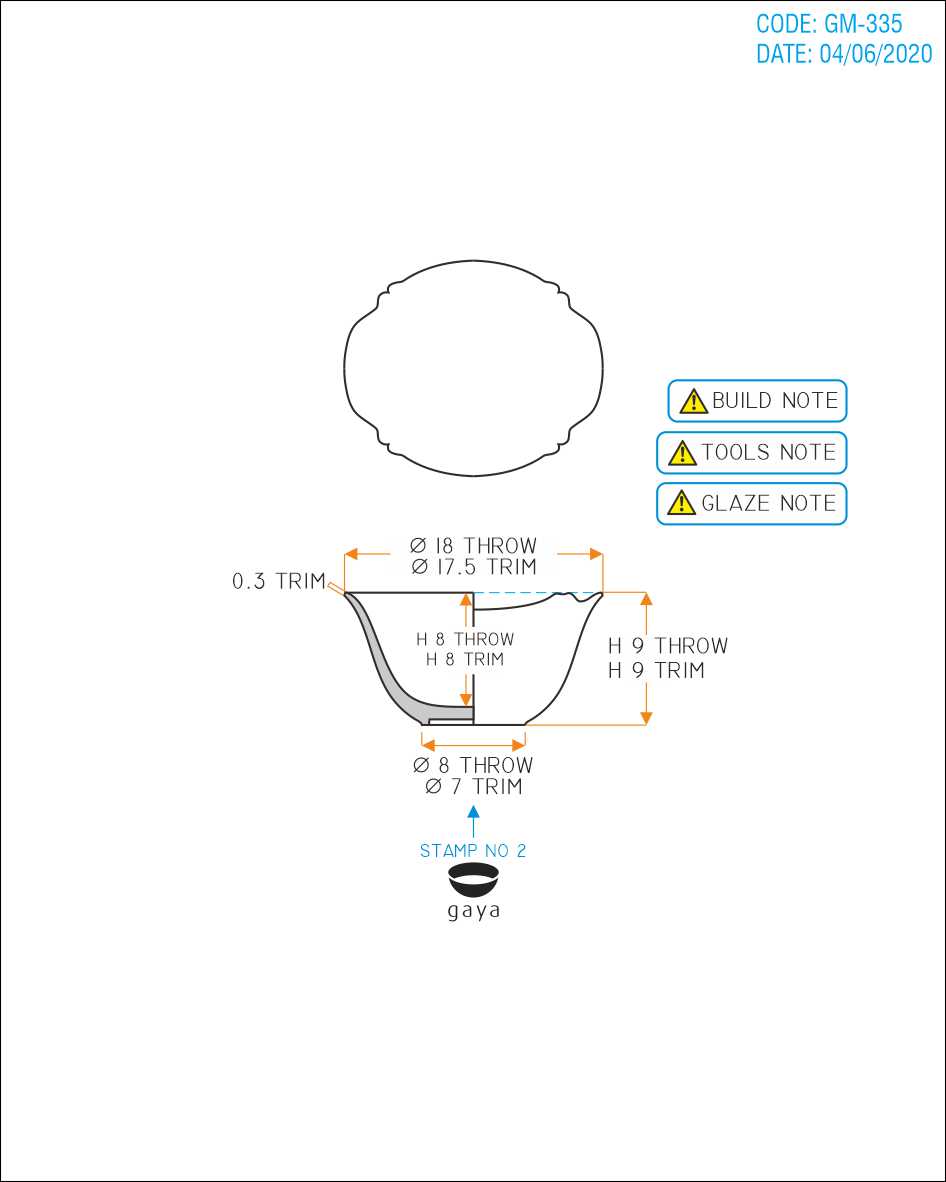 CODE: GM-335
DATE: 04/06/2020
BUILD NOTE
TOOLS NOTE
GLAZE NOTE
Ø 18 THROW
Ø 17.5 TRIM
0.3 TRIM
H 8 THROW
H 8 TRIM
H 9 THROW
H 9 TRIM
Ø 8 THROW
Ø 7 TRIM
STAMP NO 2
gaya